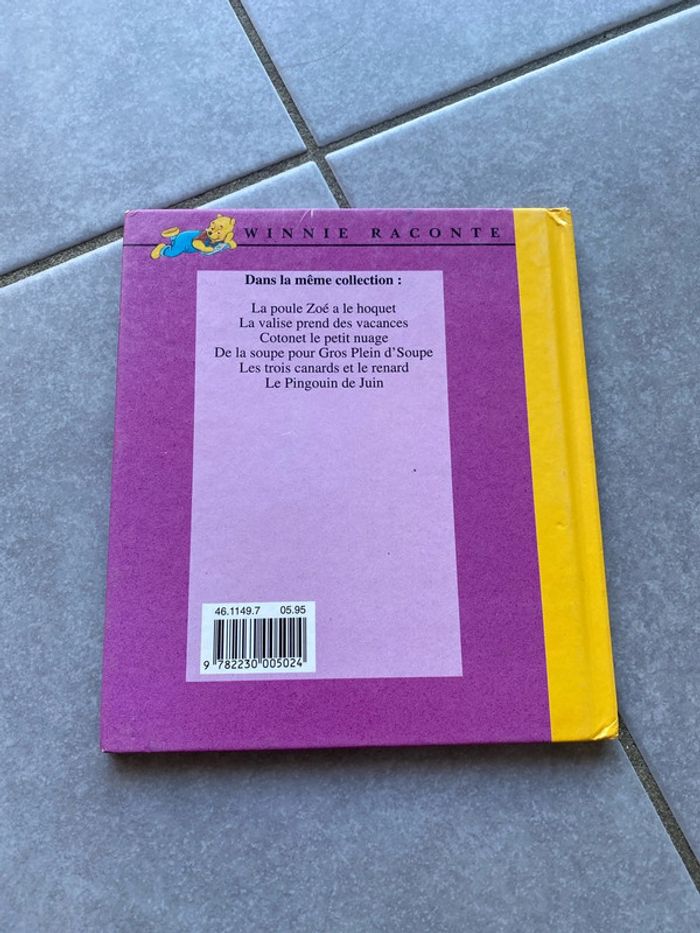 WINNIE RACONTE
Dans la même collection :
La poule Zoé a le hoquet
La valise prend des vacances
Cotonet le petit nuage
De la soupe pour Gros Plein d'Soupe
Les trois canards et le renard
Le Pingouin de Juin
46.1149.7 05.95
9 782230 005024